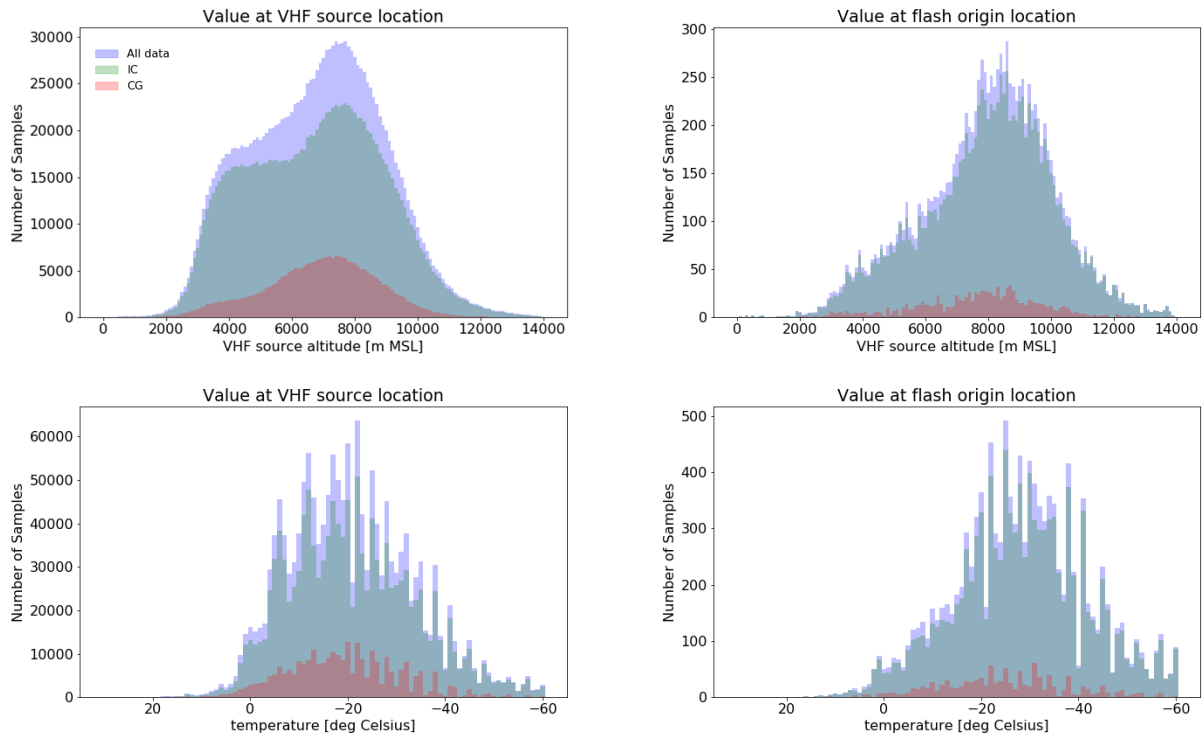 Value at VHF source location
Number of Samples
30000
25000
20000
15000
10000
5000
0
All data
IC
CG
0 2000 4000 6000 8000 10000 12000 14000
VHF source altitude [m MSL]
Value at flash origin location
Number of Samples
300
250
200
150
100
50
0
0 2000 4000 6000 8000 10000 12000 14000
VHF source altitude [m MSL]
Value at VHF source location
Number of Samples
60000
50000
40000
30000
20000
10000
0
20 0 −20 −40 −60
temperature [deg Celsius]
Value at flash origin location
Number of Samples
500
400
300
200
100
0
20 0 −20 −40 −60
temperature [deg Celsius]